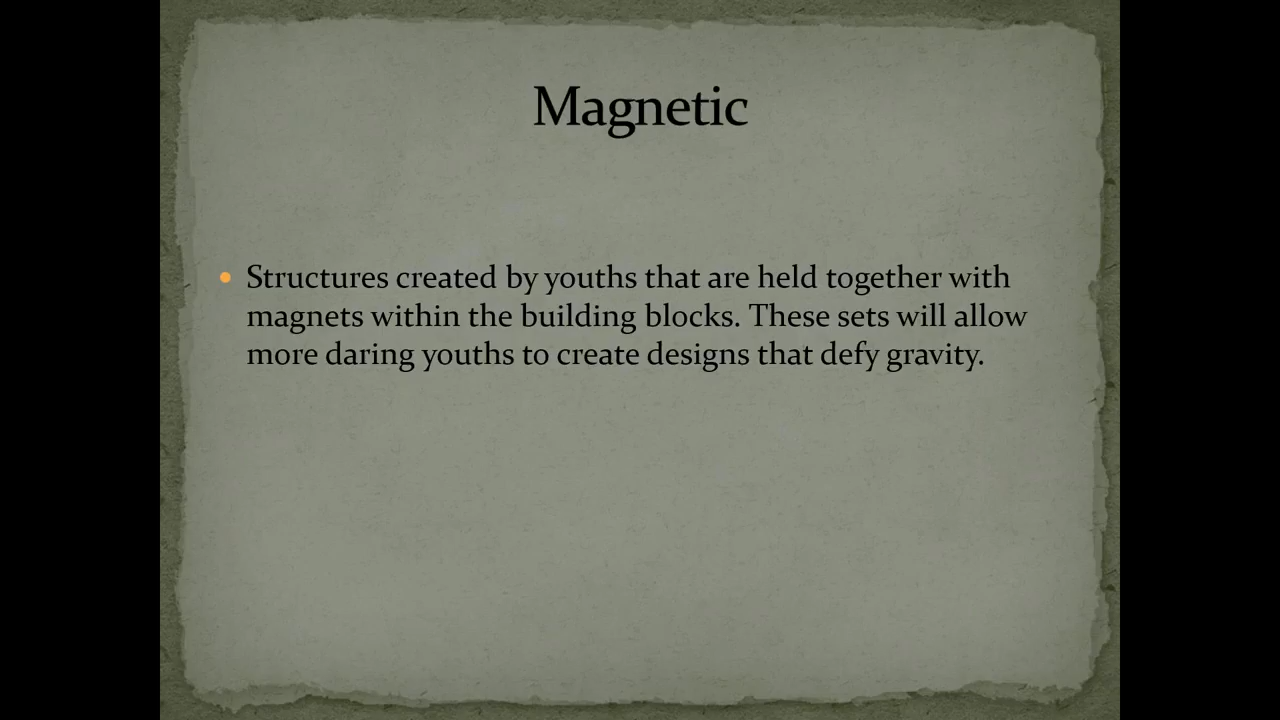 Magnetic
Structures created by youths that are held together with
magnets within the building blocks. These sets will allow
more daring youths to create designs that defy gravity.